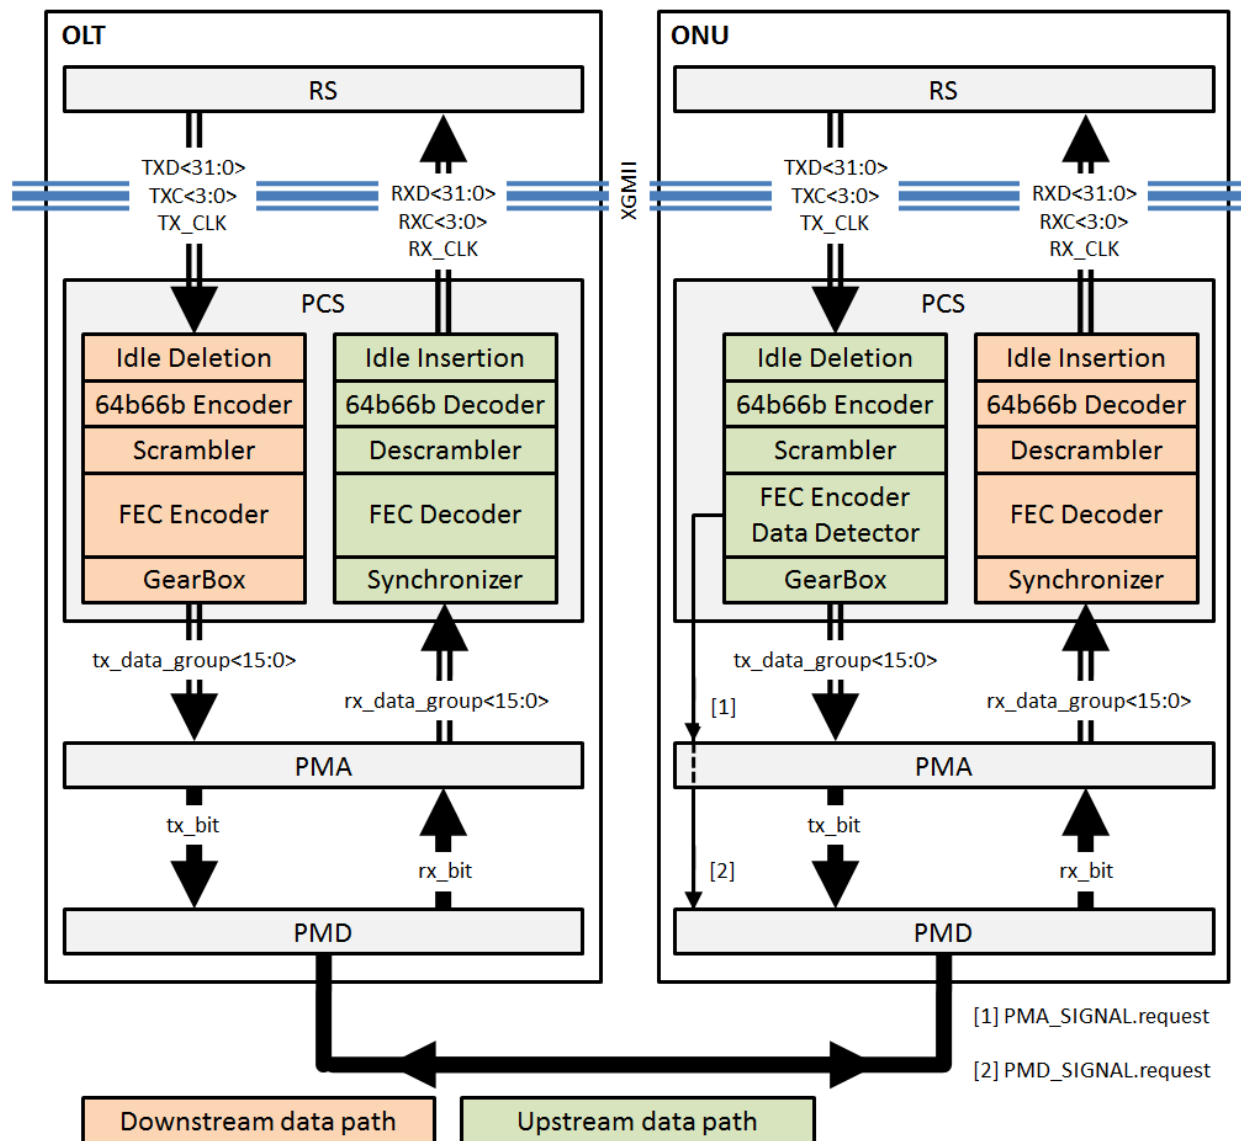 OLT
ONU
RS
RS
TXD<31:0>
TXC<3:0>
TX_CLK
RXD<31:0>
RXC<3:0>
RX_CLK
XGMII
TXD<31:0>
TXC<3:0>
TX_CLK
RXD<31:0>
RXC<3:0>
RX_CLK
PCS
Idle Deletion
64b66b Encoder
Scrambler
FEC Encoder
GearBox
Idle Insertion
64b66b Decoder
Descrambler
FEC Decoder
Synchronizer
PCS
Idle Deletion
64b66b Encoder
Scrambler
FEC Encoder
Data Detector
GearBox
Idle Insertion
64b66b Decoder
Descrambler
FEC Decoder
Synchronizer
tx_data_group<15:0>
rx_data_group<15:0>
tx_data_group<15:0>
rx_data_group<15:0>
[1]
PMA
PMA
tx_bit
rx_bit
tx_bit
rx_bit
[2]
PMD
PMD
[1] PMA_SIGNAL.request
[2] PMD_SIGNAL.request
Downstream data path
Upstream data path